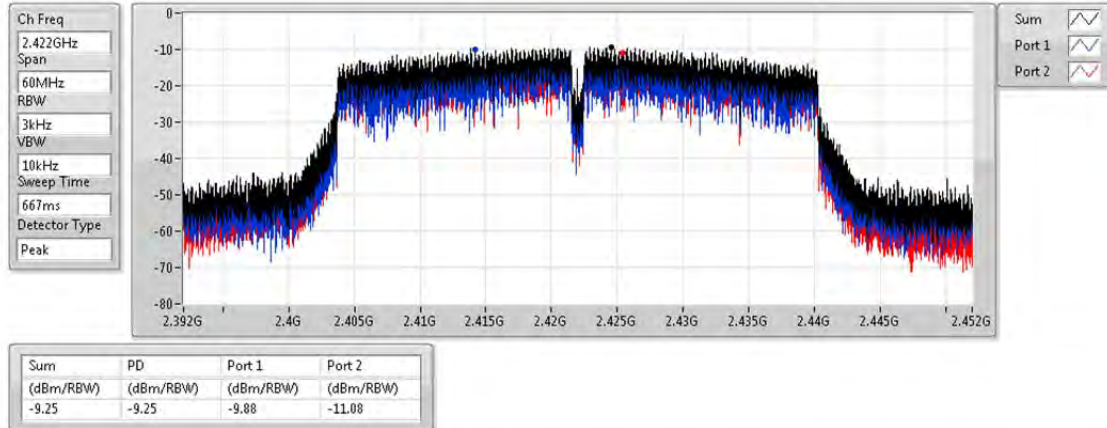 Ch Freq
2.422GHz
Span
60MHz
RBW
3kHz
VBW
10kHz
Sweep Time
667ms
Detector Type
Peak
0
-10
-20
-30
-40
-50
-60
-70
-80
2.392G 2.4G 2.405G 2.41G 2.415G 2.42G 2.425G 2.43G 2.435G 2.44G 2.445G 2.452G
Sum
Port 1
Port 2
Sum PD Port 1 Port 2
(dBm/RBW) (dBm/RBW) (dBm/RBW) (dBm/RBW)
-9.25 -9.25 -9.88 -11.08